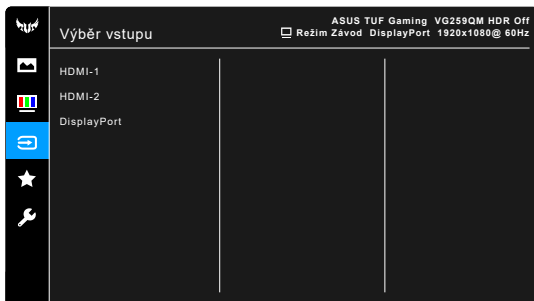 ASUS TUF Gaming VG259QM HDR Off
Výběr vstupu
Režim Závod DisplayPort 1920x1080@ 60Hz
HDMI-1
HDMI-2
DisplayPort